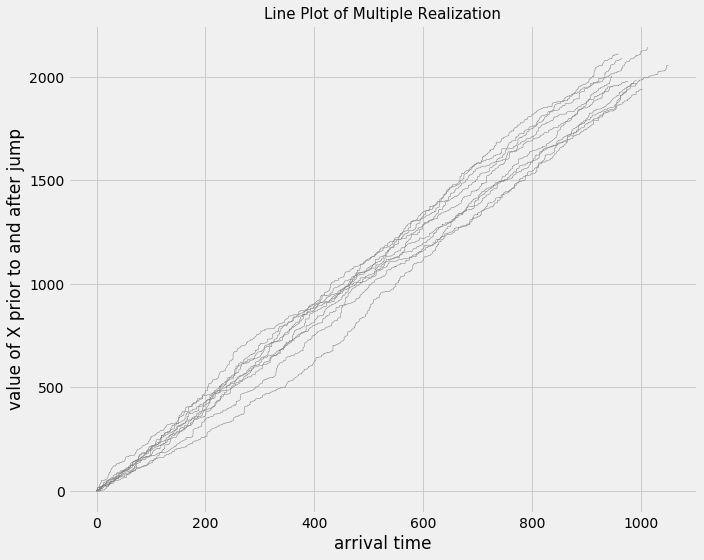 Line Plot of Multiple Realization
value of X prior to and after jump
2000
1500
1000
500
0
0 200 400 600 800 1000
arrival time